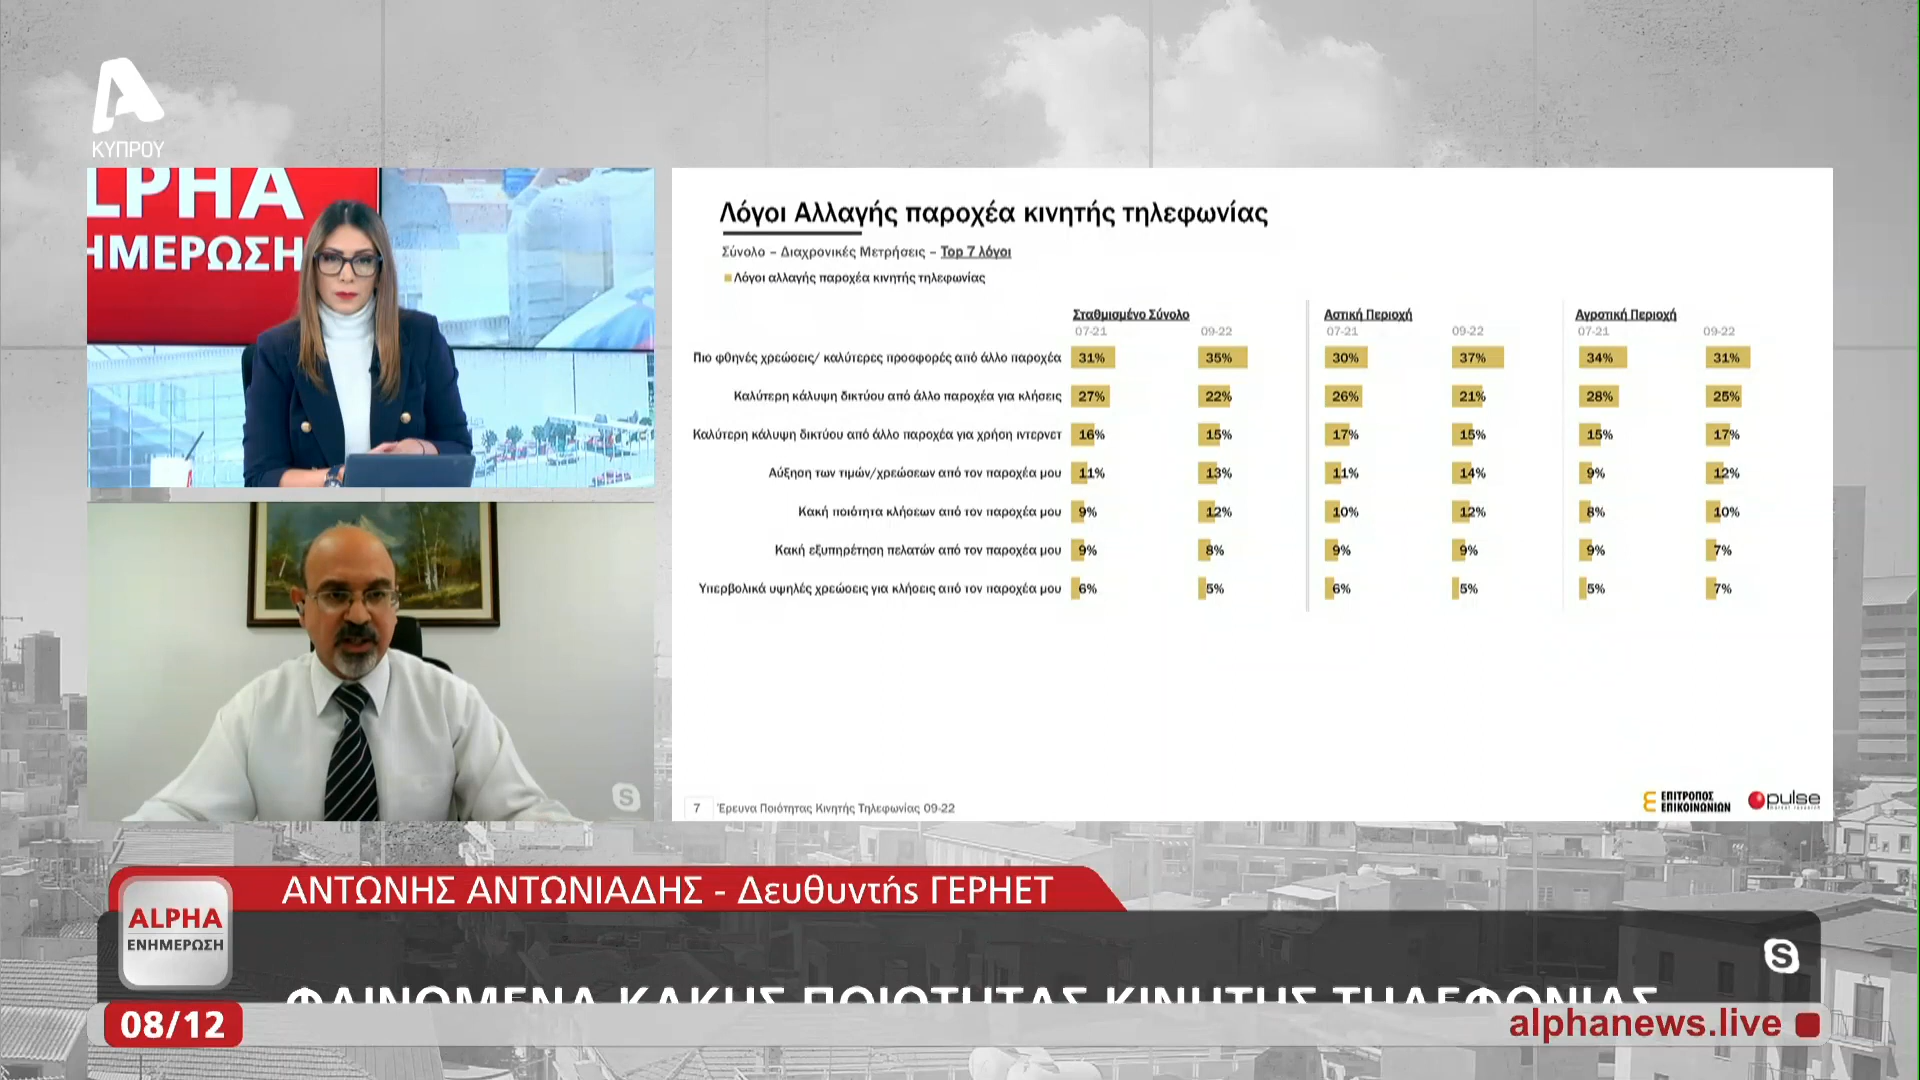 ΚΥΠΡΟΥ
LPHA
ΗΜΕΡΩΣΗ
Λόγοι Αλλαγής παροχέα κινητής τηλεφωνίας
Σύνολο – Διαχρονικές Μετρήσεις – Top 7 λόγοι
Λόγοι αλλαγής παροχέα κινητής τηλεφωνίας
Σταθμισμένο Σύνολο Αστική Περιοχή Αγροτική Περιοχή
07-21 09-22 07-21 09-22 07-21 09-22
Πιο φθηνές χρεώσεις/ καλύτερες προσφορές από άλλο παροχέα 31% 35% 30% 37% 34% 31%
Καλύτερη κάλυψη δικτύου από άλλο παροχέα για κλήσεις 27% 22% 26% 21% 28% 25%
Καλύτερη κάλυψη δικτύου από άλλο παροχέα για χρήση ιντερνετ 16% 15% 17% 15% 15% 17%
Αύξηση των τιμών/χρεώσεων από τον παροχέα μου 11% 13% 11% 14% 9% 12%
Κακή ποιότητα κλήσεων από τον παροχέα μου 9% 12% 10% 12% 8% 10%
Κακή εξυπηρέτηση πελατών από τον παροχέα μου 9% 8% 9% 9% 9% 7%
Υπερβολικά υψηλές χρεώσεις για κλήσεις από τον παροχέα μου 6% 5% 6% 5% 5% 7%
7 Έρευνα Ποιότητας Κινητής Τηλεφωνίας 09-22
ΕΠΙΤΡΟΠΟΣ
ΕΠΙΚΟΙΝΩΝΙΩΝ
pulse
ΑΝΤΩΝΗΣ ΑΝΤΩΝΙΑΔΗΣ - Διευθυντής ΓΕΡΗΕΤ
ALPHA
ΕΝΗΜΕΡΩΣΗ
ΦΑΙΝΟΜΕΝΑ ΚΑΚΗΣ ΠΟΙΟΤΗΤΑΣ ΚΙΝΗΤΗΣ ΤΗΛΕΦΩΝΙΑΣ
08/12
alphanews.live